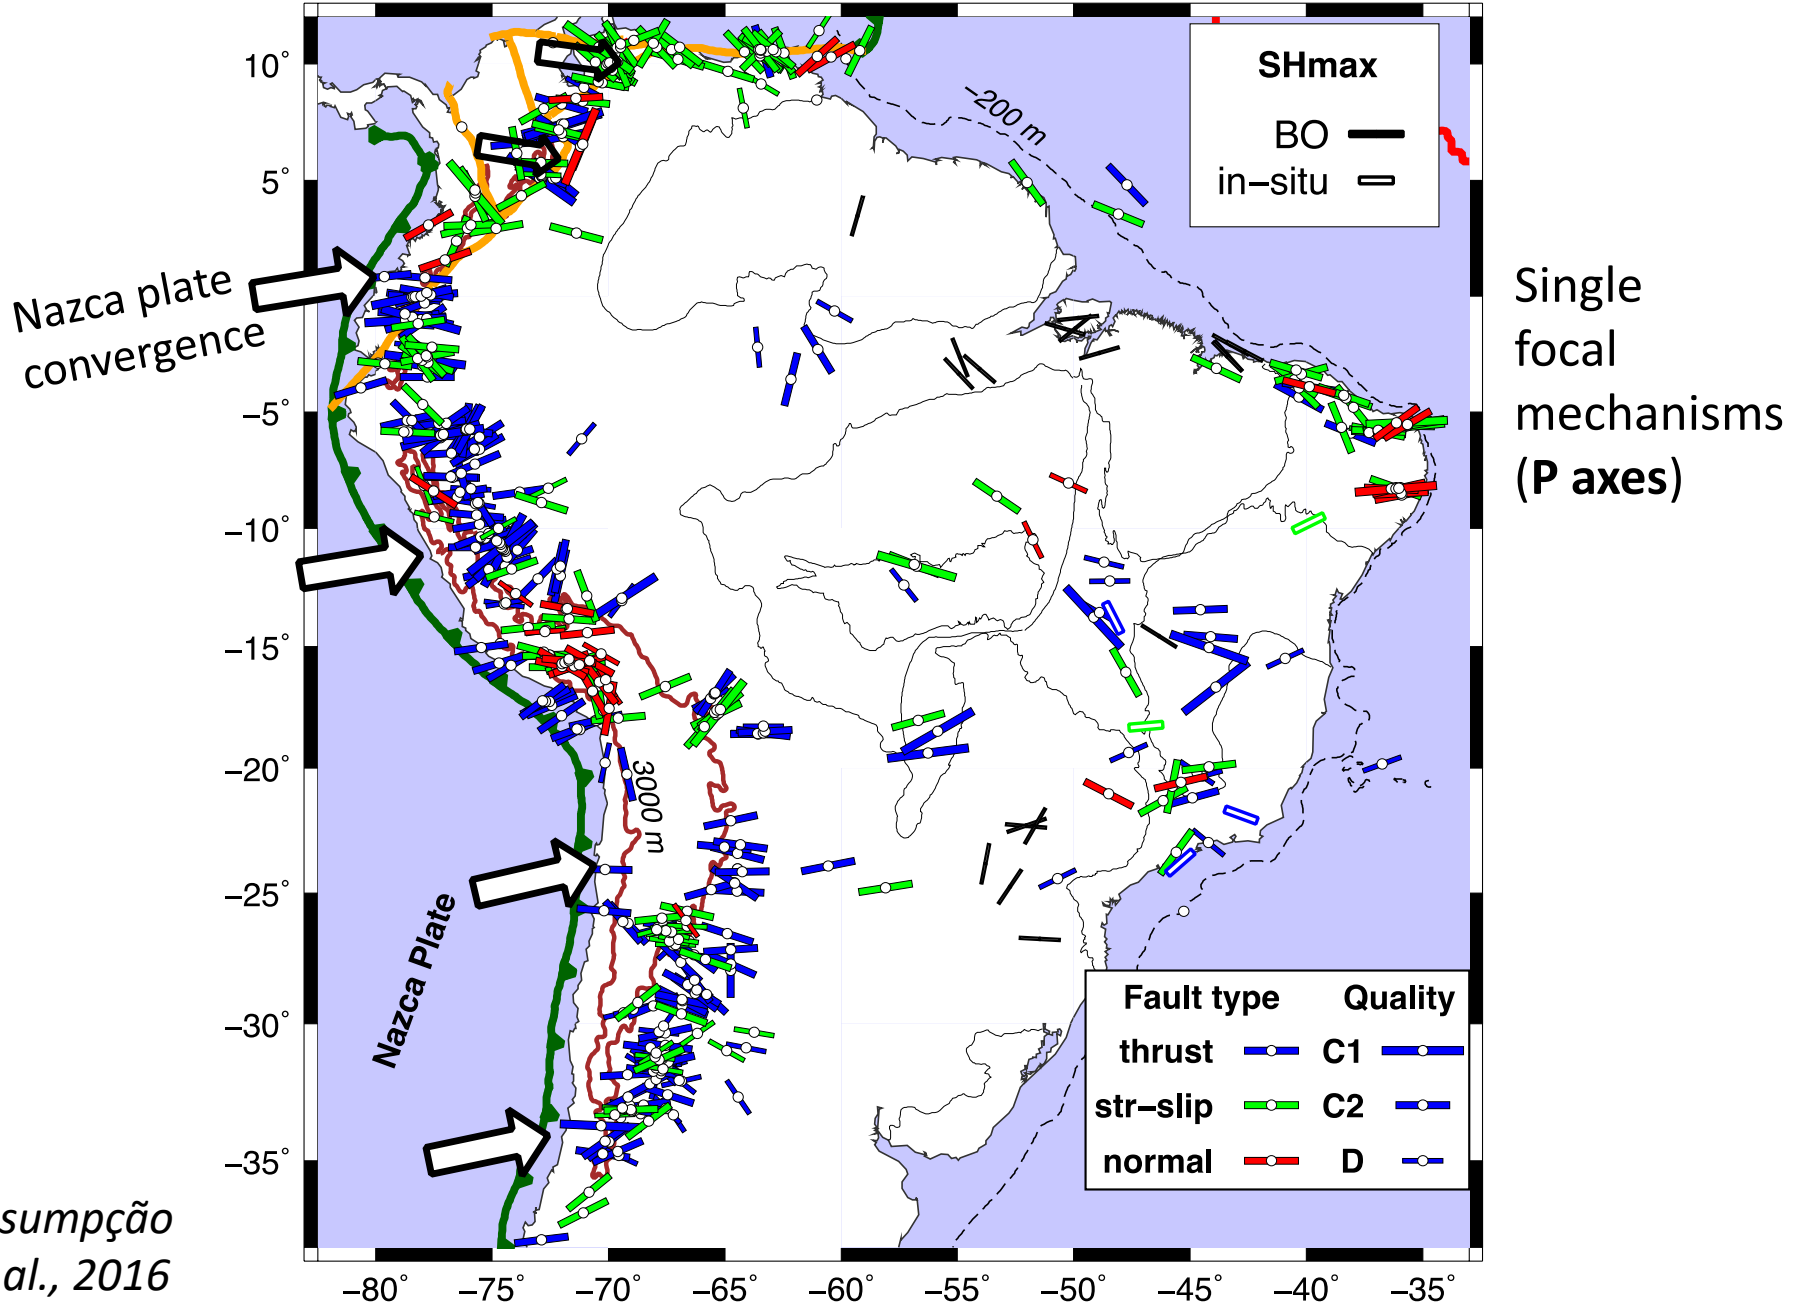 10°
5°
−5°
−10°
−15°
−20°
−25°
−30°
−35°
−80°
−75°
−70°
−65°
−60°
−55°
−50°
−45°
−40°
−35°
−200 m
SHmax
BO
in−situ
Nazca plate
convergence
Single
focal
mechanisms
(P axes)
3000 m
Nazca Plate
Fault type Quality
thrust C1
str−slip C2
normal D
sumpção
al., 2016